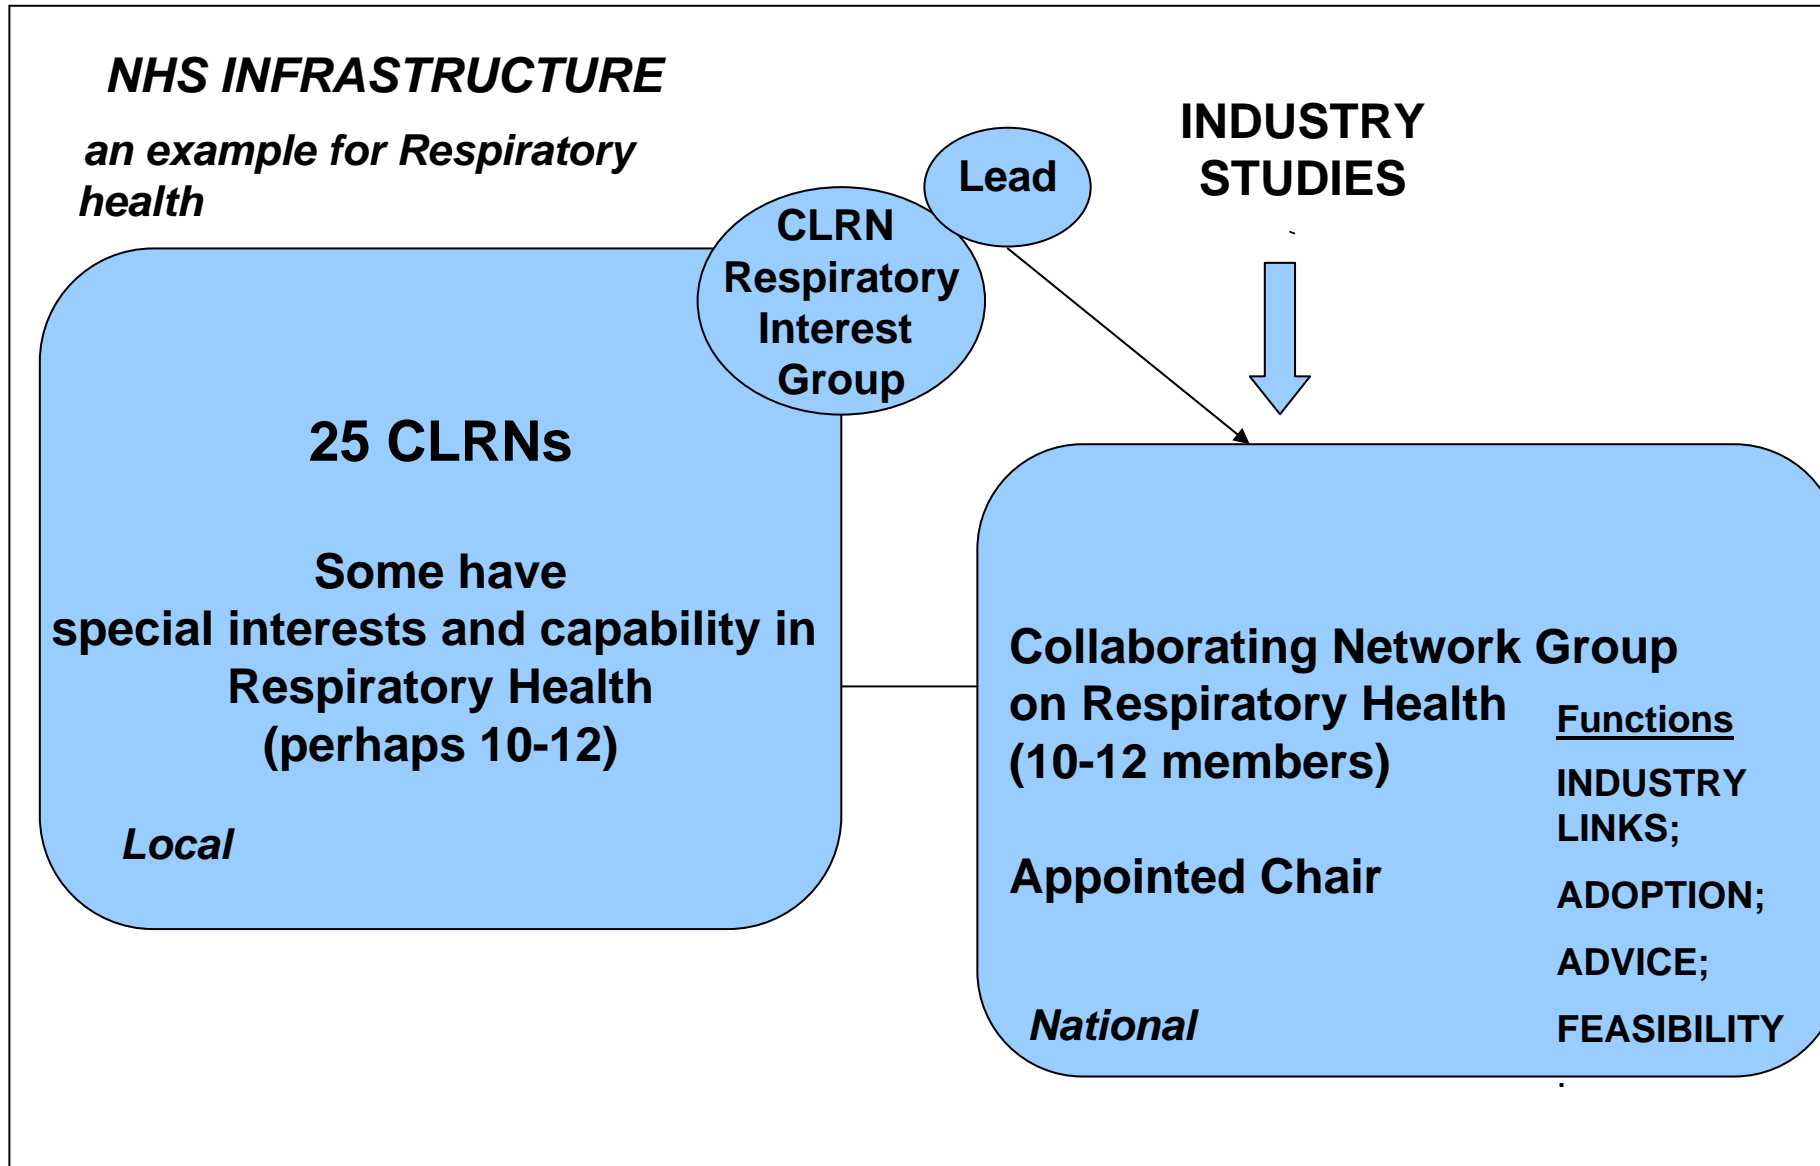 NHS INFRASTRUCTURE
an example for Respiratory
health
Lead
CLRN
Respiratory
Interest
Group
INDUSTRY
STUDIES
25 CLRNs
Some have
special interests and capability in
Respiratory Health
(perhaps 10-12)
Local
Collaborating Network Group
on Respiratory Health
(10-12 members)
Appointed Chair
National
Functions
INDUSTRY
LINKS;
ADOPTION;
ADVICE;
FEASIBILITY
.